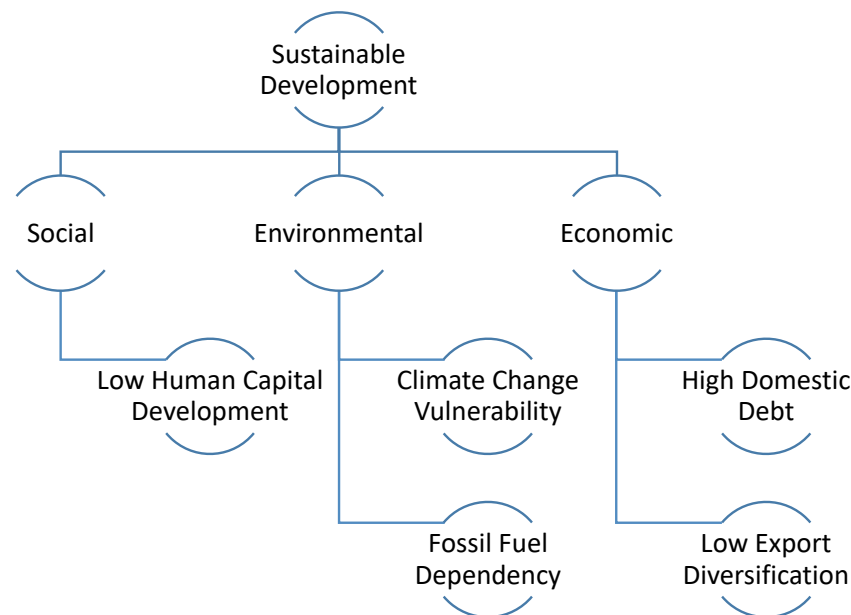 Sustainable
Development
Social
Environmental
Economic
Low Human Capital
Development
Climate Change
Vulnerability
High Domestic
Debt
Fossil Fuel
Dependency
Low Export
Diversification